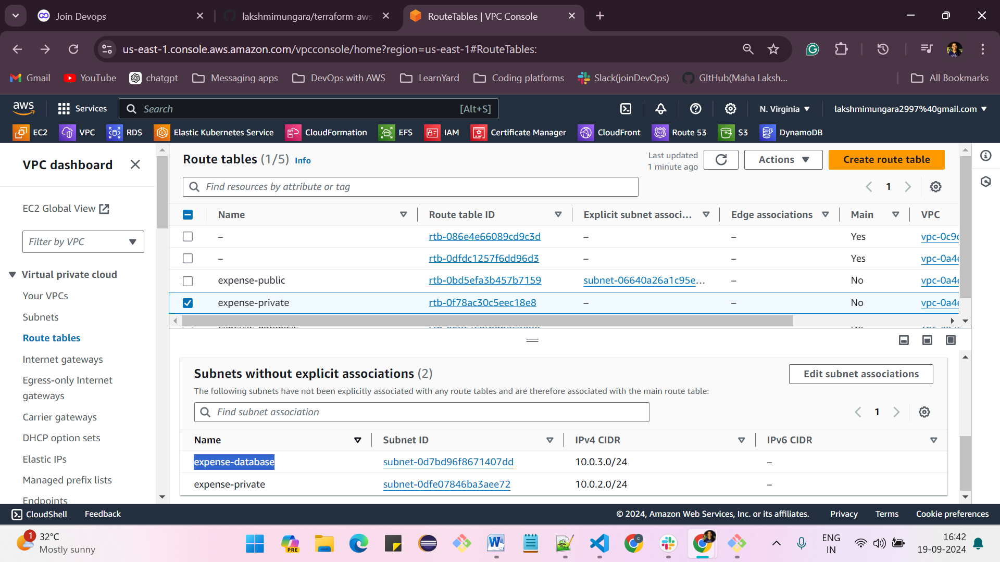 Join Devops
lakshmimungara/terraform-aws
RouteTables | VPC Console
us-east-1.console.aws.amazon.com/vpcconsole/home?region=us-east-1#RouteTables:
Gmail
YouTube
chatgpt
Messaging apps
DevOps with AWS
LearnYard
Coding platforms
Slack(joinDevOps)
GItHub(Maha Laksh...
All Bookmarks
aws
Services
Search
[Alt+S]
N. Virginia
lakshmimungara2997%40gmail.com
EC2
VPC
RDS
Elastic Kubernetes Service
CloudFormation
EFS
IAM
Certificate Manager
CloudFront
Route 53
S3
DynamoDB
VPC dashboard
EC2 Global View
Filter by VPC
Virtual private cloud
Your VPCs
Subnets
Route tables
Internet gateways
Egress-only Internet
gateways
Carrier gateways
DHCP option sets
Elastic IPs
Managed prefix lists
Endpoints
Route tables (1/5) Info
Last updated
1 minute ago
Actions
Create route table
Find resources by attribute or tag
1
Name Route table ID Explicit subnet associ... Edge associations Main VPC
– rtb-086e4e66089cd9c3d – – Yes vpc-0c9c
– rtb-0dfdc1257f6dd96d3 – – Yes vpc-0a4e
expense-public rtb-0bd5efa3b457b7159 subnet-06640a26a1c95e... – No vpc-0a4e
expense-private rtb-0f78ac30c5eec18e8 – – No vpc-0a4e
Subnets without explicit associations (2)
Edit subnet associations
The following subnets have not been explicitly associated with any route tables and are therefore associated with the main route table:
Find subnet association
1
Name Subnet ID IPv4 CIDR IPv6 CIDR
expense-database subnet-0d7bd96f8671407dd 10.0.3.0/24 –
expense-private subnet-0dfe07846ba3aee72 10.0.2.0/24 –
CloudShell
Feedback
© 2024, Amazon Web Services, Inc. or its affiliates.
Privacy
Terms
Cookie preferences
1
32°C
Mostly sunny
PRE
ENG
IN
16:42
19-09-2024